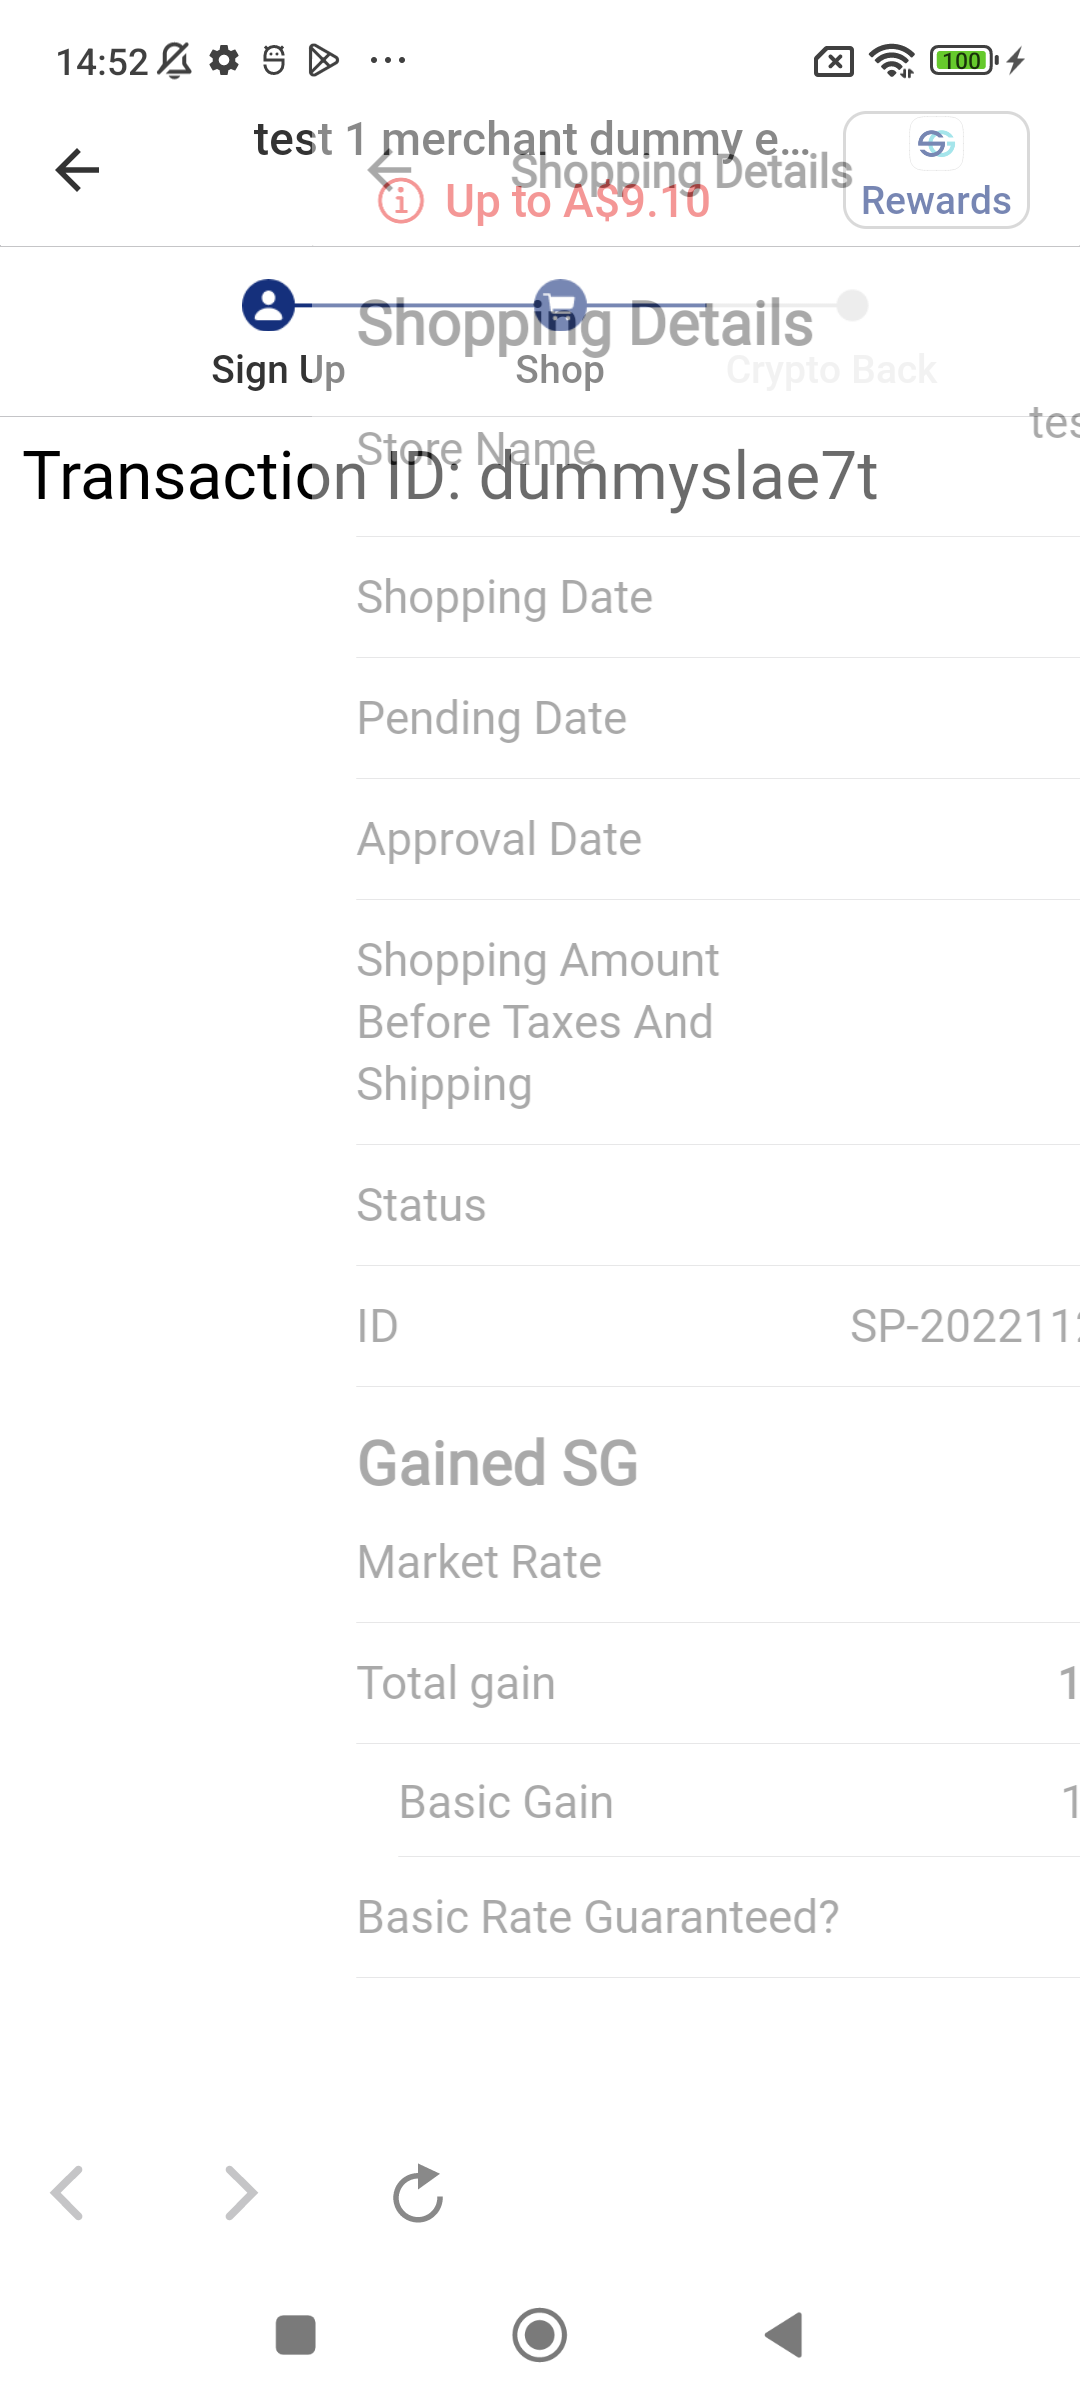 14:52
100
test 1 merchant dummy e...
Shopping Details
Up to A$9.10
Rewards
Shopping Details
Sign Up
Shop
Crypto Back
tes
Store Name
Transaction ID: dummyslae7t
Shopping Date
Pending Date
Approval Date
Shopping Amount
Before Taxes And
Shipping
Status
ID
SP-202211
Gained SG
Market Rate
Total gain
1
Basic Gain
1
Basic Rate Guaranteed?